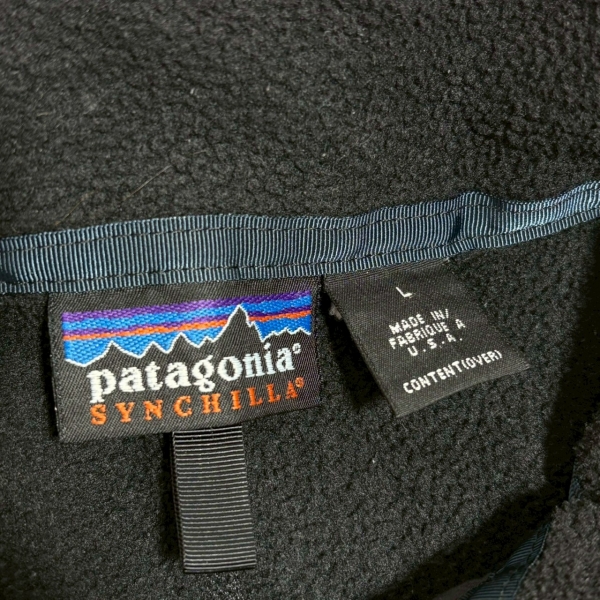 patagonia®
SYNCHILLA®
L
MADE IN/
FABRIQUE A
U.S.A.
CONTENT(OVER)